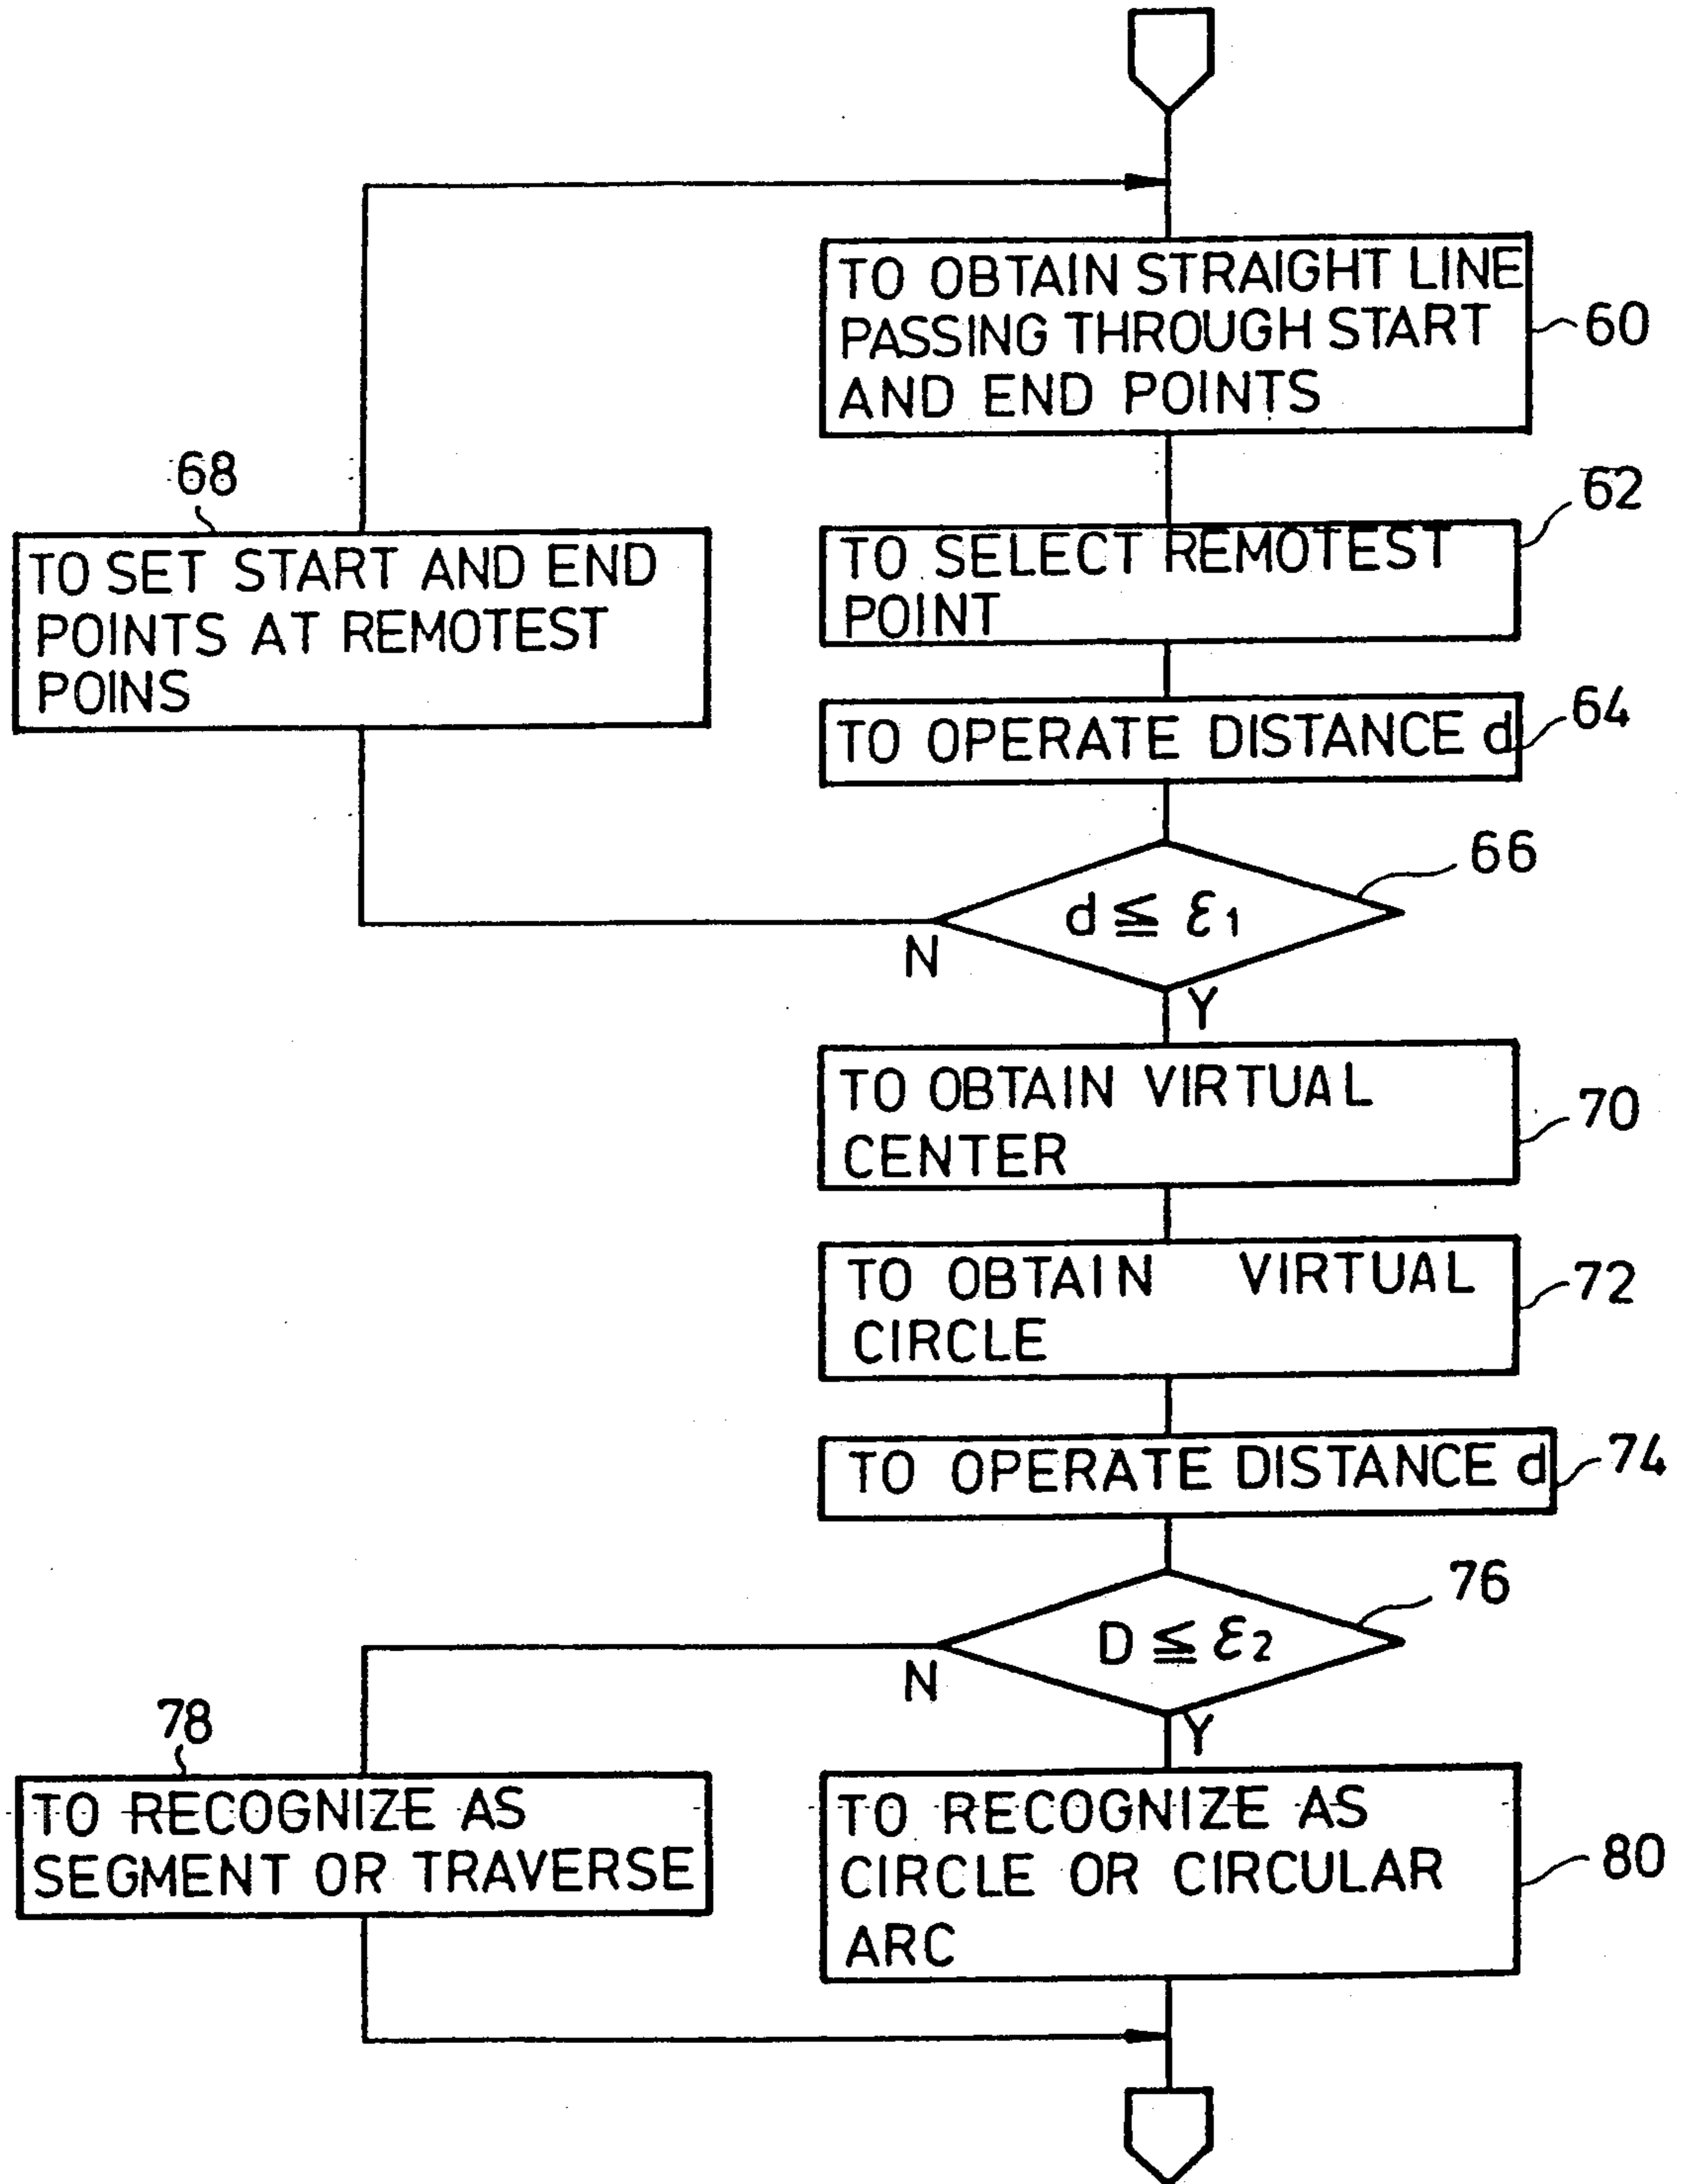 TO OBTAIN STRAIGHT LINE
PASSING THROUGH START
AND END POINTS
60
68
TO SET START AND END
POINTS AT REMOTEST
POINS
62
TO SELECT REMOTEST
POINT
64
TO OPERATE DISTANCE d
66
d ≦ ε1
N
Y
TO OBTAIN VIRTUAL
CENTER
70
TO OBTAIN VIRTUAL
CIRCLE
72
TO OPERATE DISTANCE d
74
76
D ≦ ε2
N
Y
78
TO RECOGNIZE AS
SEGMENT OR TRAVERSE
TO RECOGNIZE AS
CIRCLE OR CIRCULAR
ARC
80